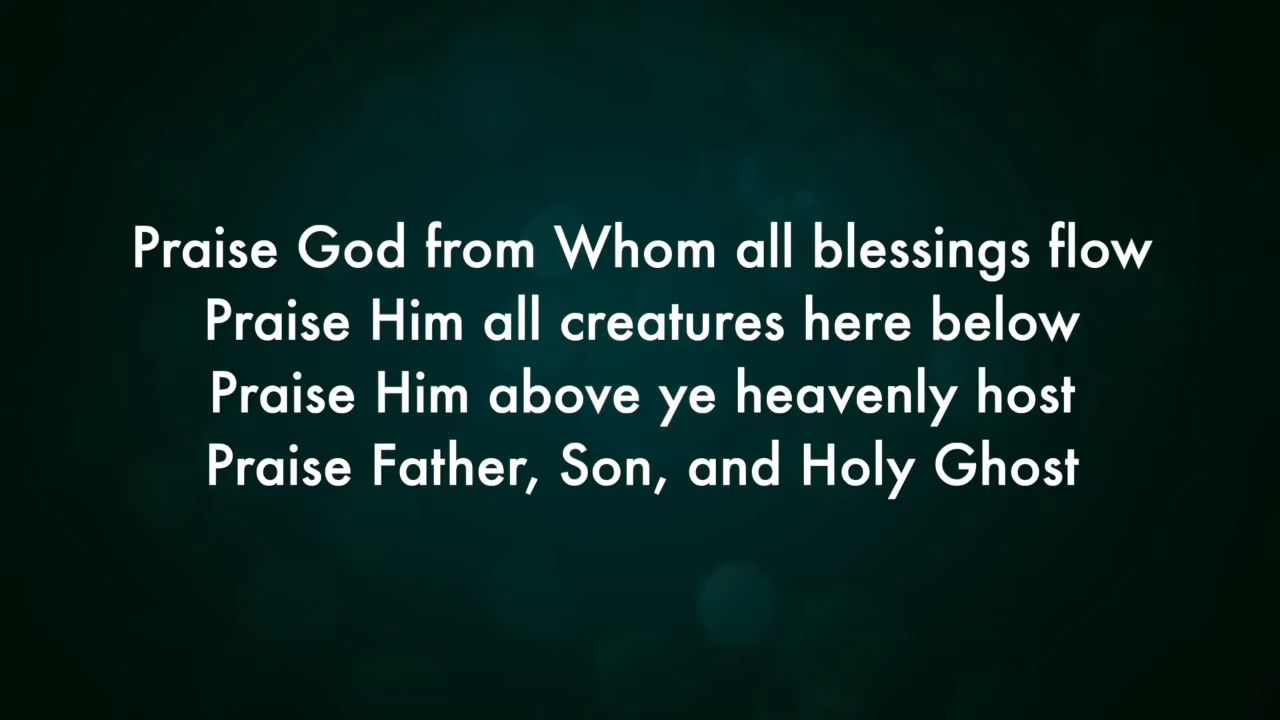 Praise God from Whom all blessings flow
Praise Him all creatures here below
Praise Him above ye heavenly host
Praise Father, Son, and Holy Ghost